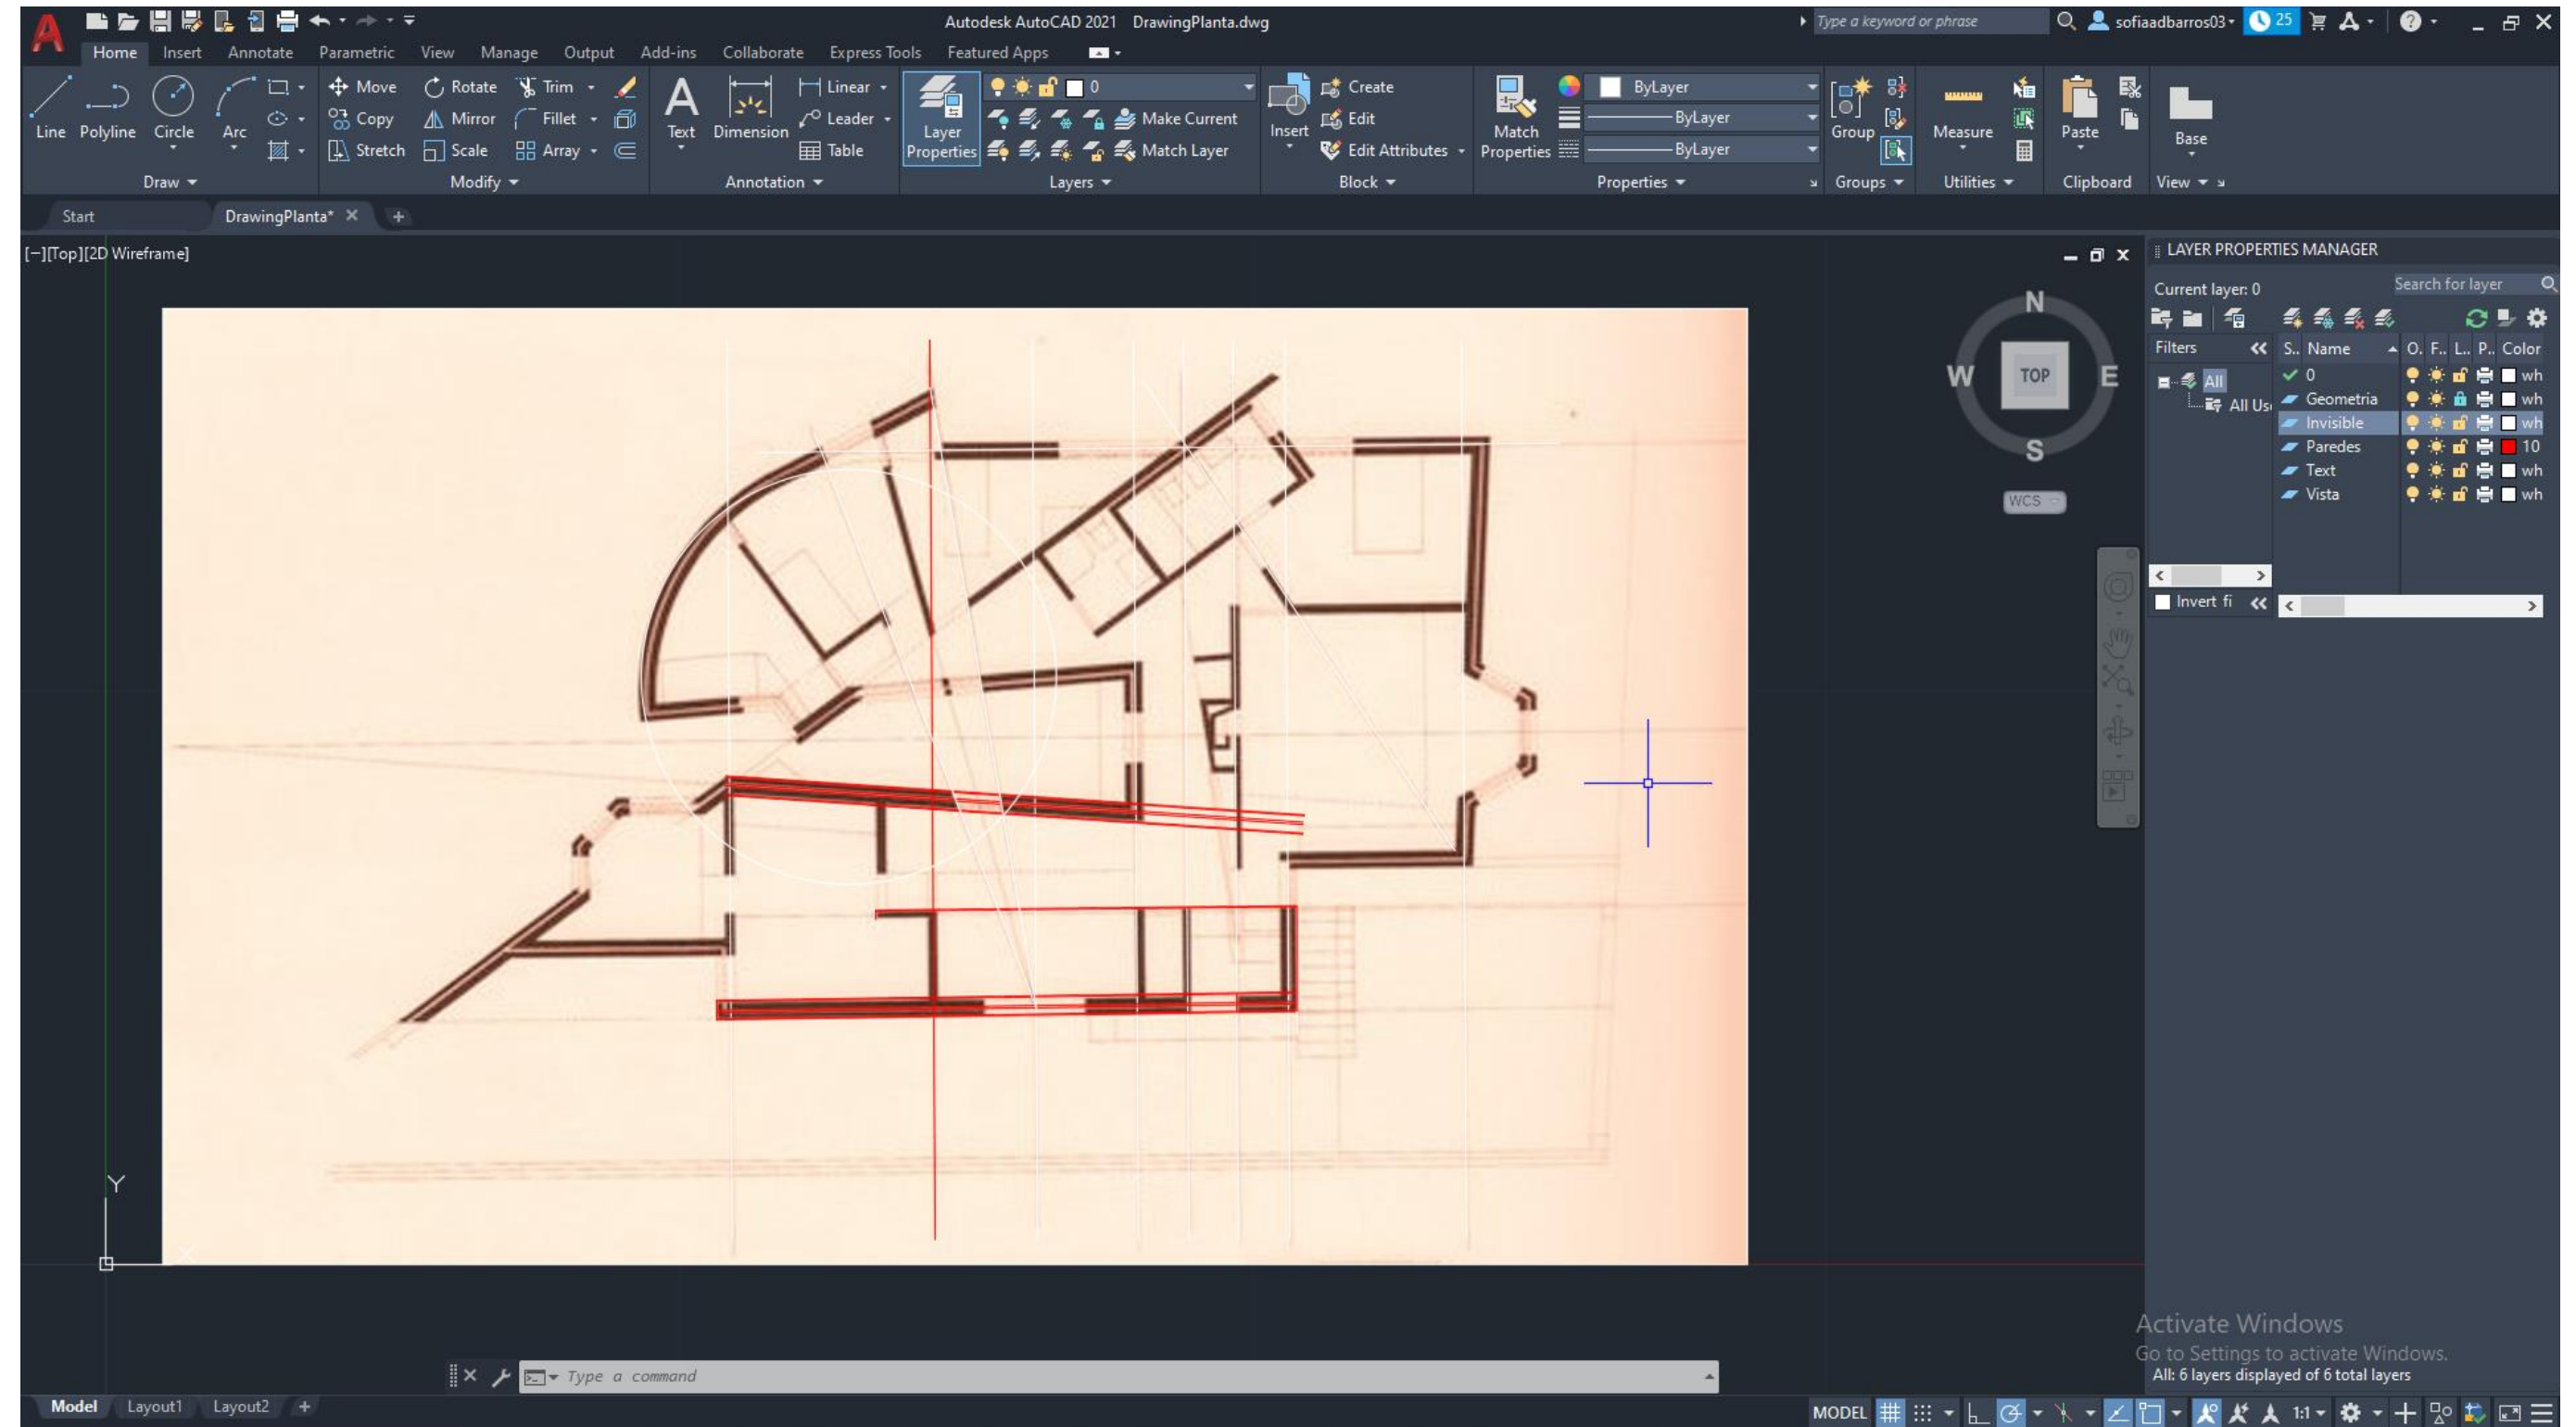 Autodesk AutoCAD 2021 DrawingPlanta.dwg
Type a keyword or phrase
sofiaadbarros03
25
Home Insert Annotate Parametric View Manage Output Add-ins Collaborate Express Tools Featured Apps
Move Rotate Trim Linear 0 Create ByLayer
Copy Mirror Fillet Leader Make Current Edit ByLayer
Line Polyline Circle Arc Text Dimension Layer Properties Insert Match Properties Group Measure Paste Base
Stretch Scale Array Table Match Layer Edit Attributes ByLayer
Draw Modify Annotation Layers Block Properties Groups Utilities Clipboard View
Start DrawingPlanta* +
[−][Top][2D Wireframe]
N
W TOP E
S
WCS
LAYER PROPERTIES MANAGER
Current layer: 0
Search for layer
Filters
S.. Name O. F.. L.. P.. Color
All
All Us
0 wh
Geometria wh
Invisible wh
Paredes 10
Text wh
Vista wh
Invert fi
Y
X
Activate Windows
Go to Settings to activate Windows.
All: 6 layers displayed of 6 total layers
Type a command
Model Layout1 Layout2 +
MODEL 1:1